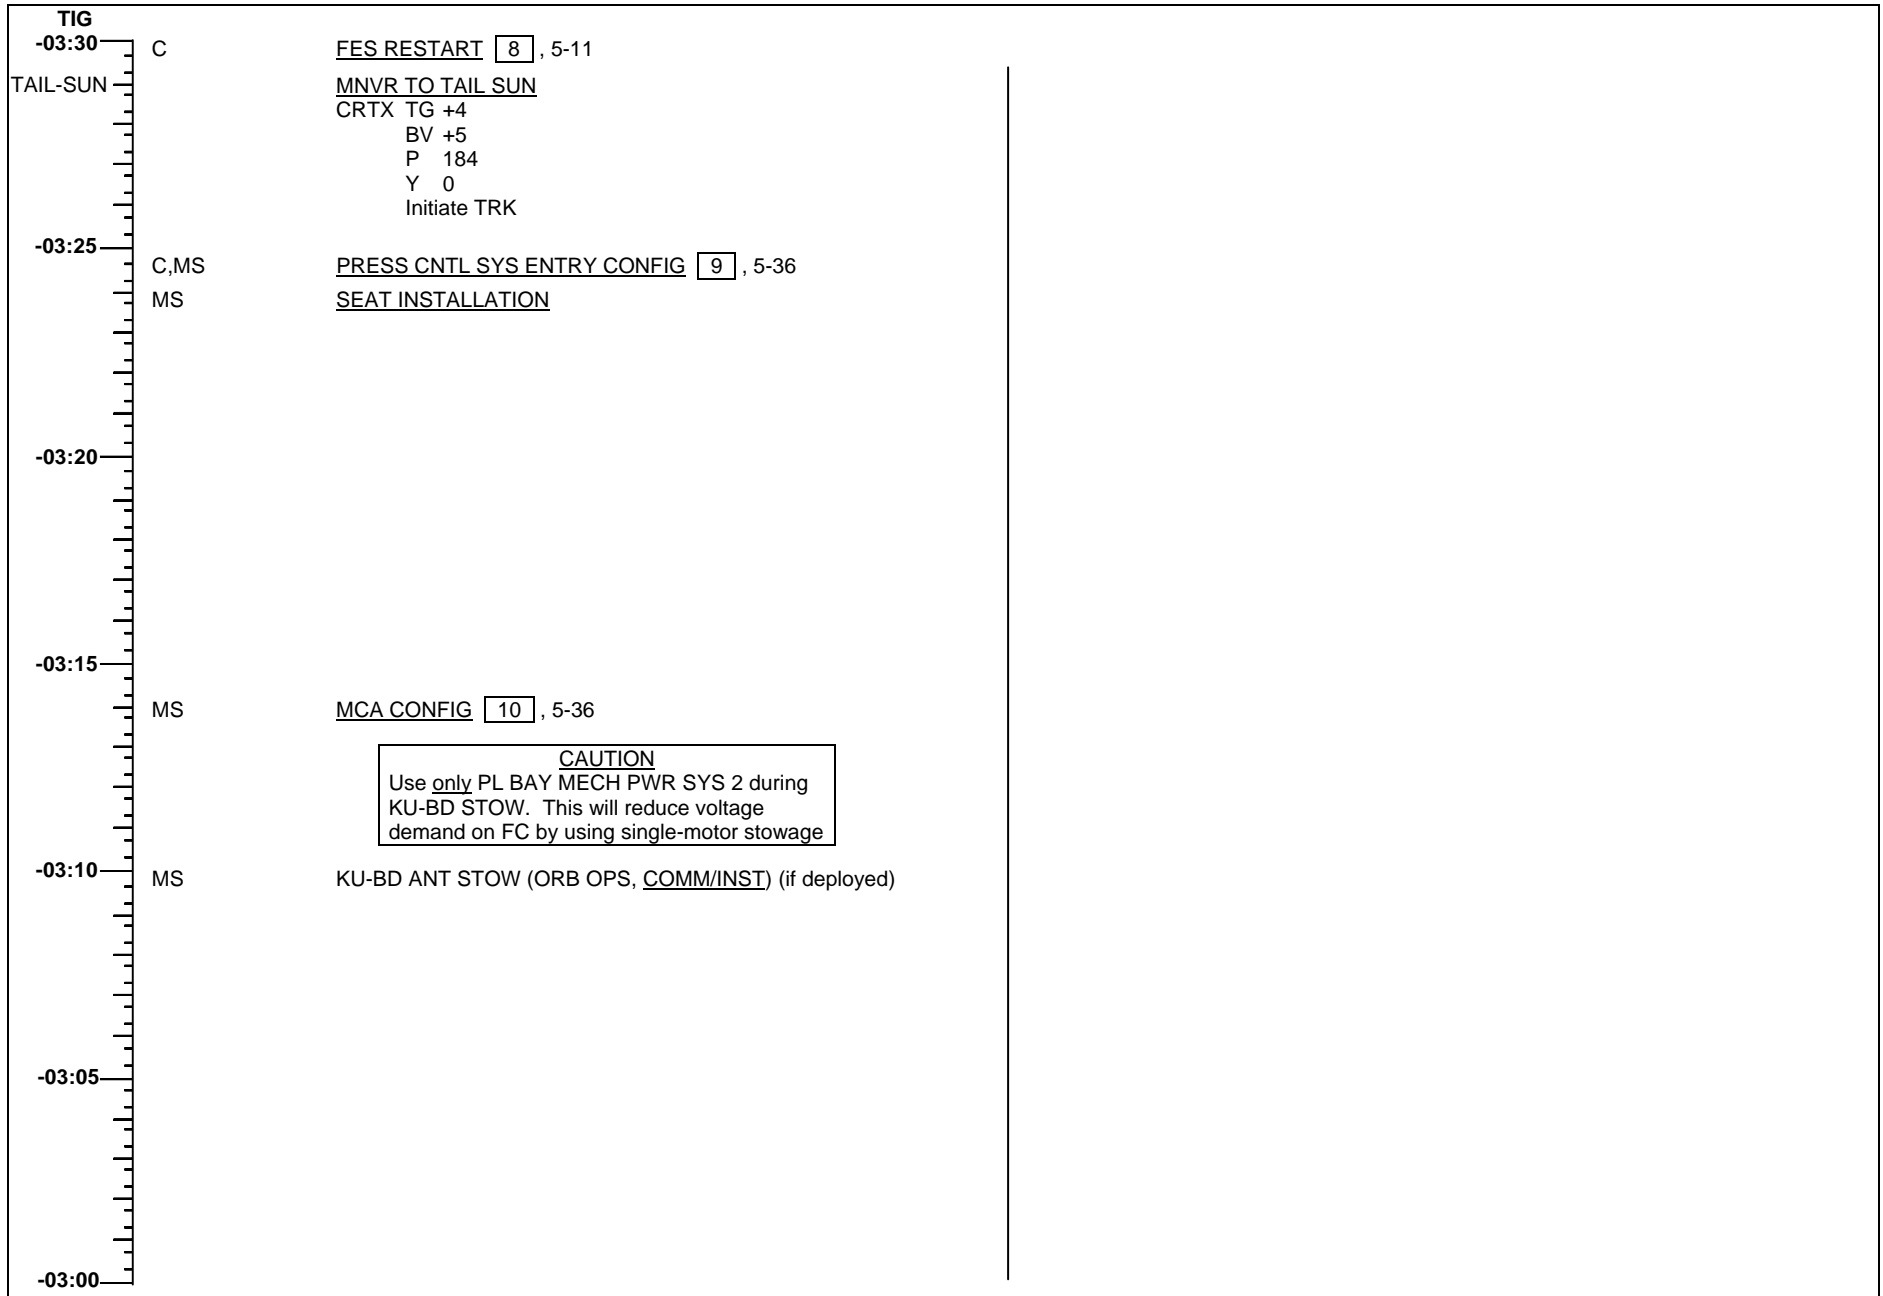 TIG
-03:30
C FES RESTART 8 , 5-11
TAIL-SUN MNVR TO TAIL SUN
CRTX TG +4
BV +5
P 184
Y 0
Initiate TRK
-03:25
C,MS PRESS CNTL SYS ENTRY CONFIG 9 , 5-36
MS SEAT INSTALLATION
-03:20
-03:15
MS MCA CONFIG 10 , 5-36
CAUTION
Use only PL BAY MECH PWR SYS 2 during
KU-BD STOW. This will reduce voltage
demand on FC by using single-motor stowage
-03:10
MS KU-BD ANT STOW (ORB OPS, COMM/INST) (if deployed)
-03:05
-03:00